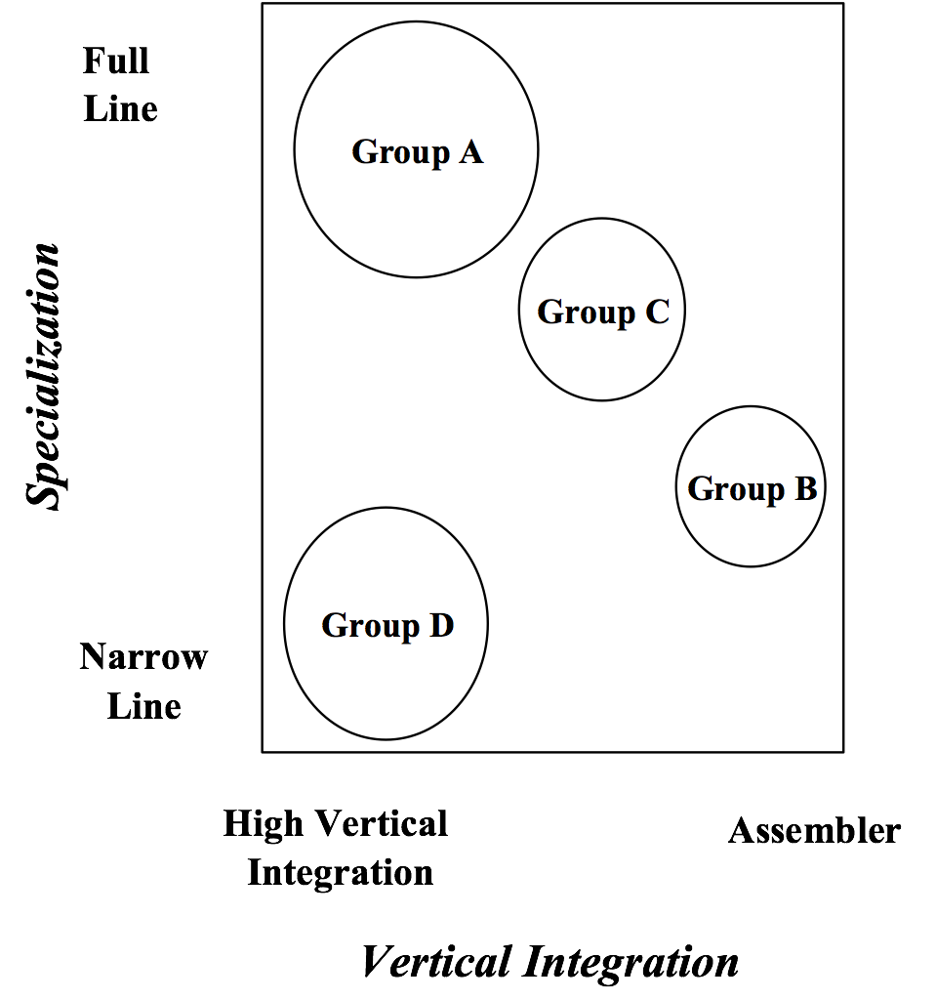 Full
Line
Group A
Specialization
Group C
Group B
Group D
Narrow
Line
High Vertical
Integration
Assembler
Vertical Integration